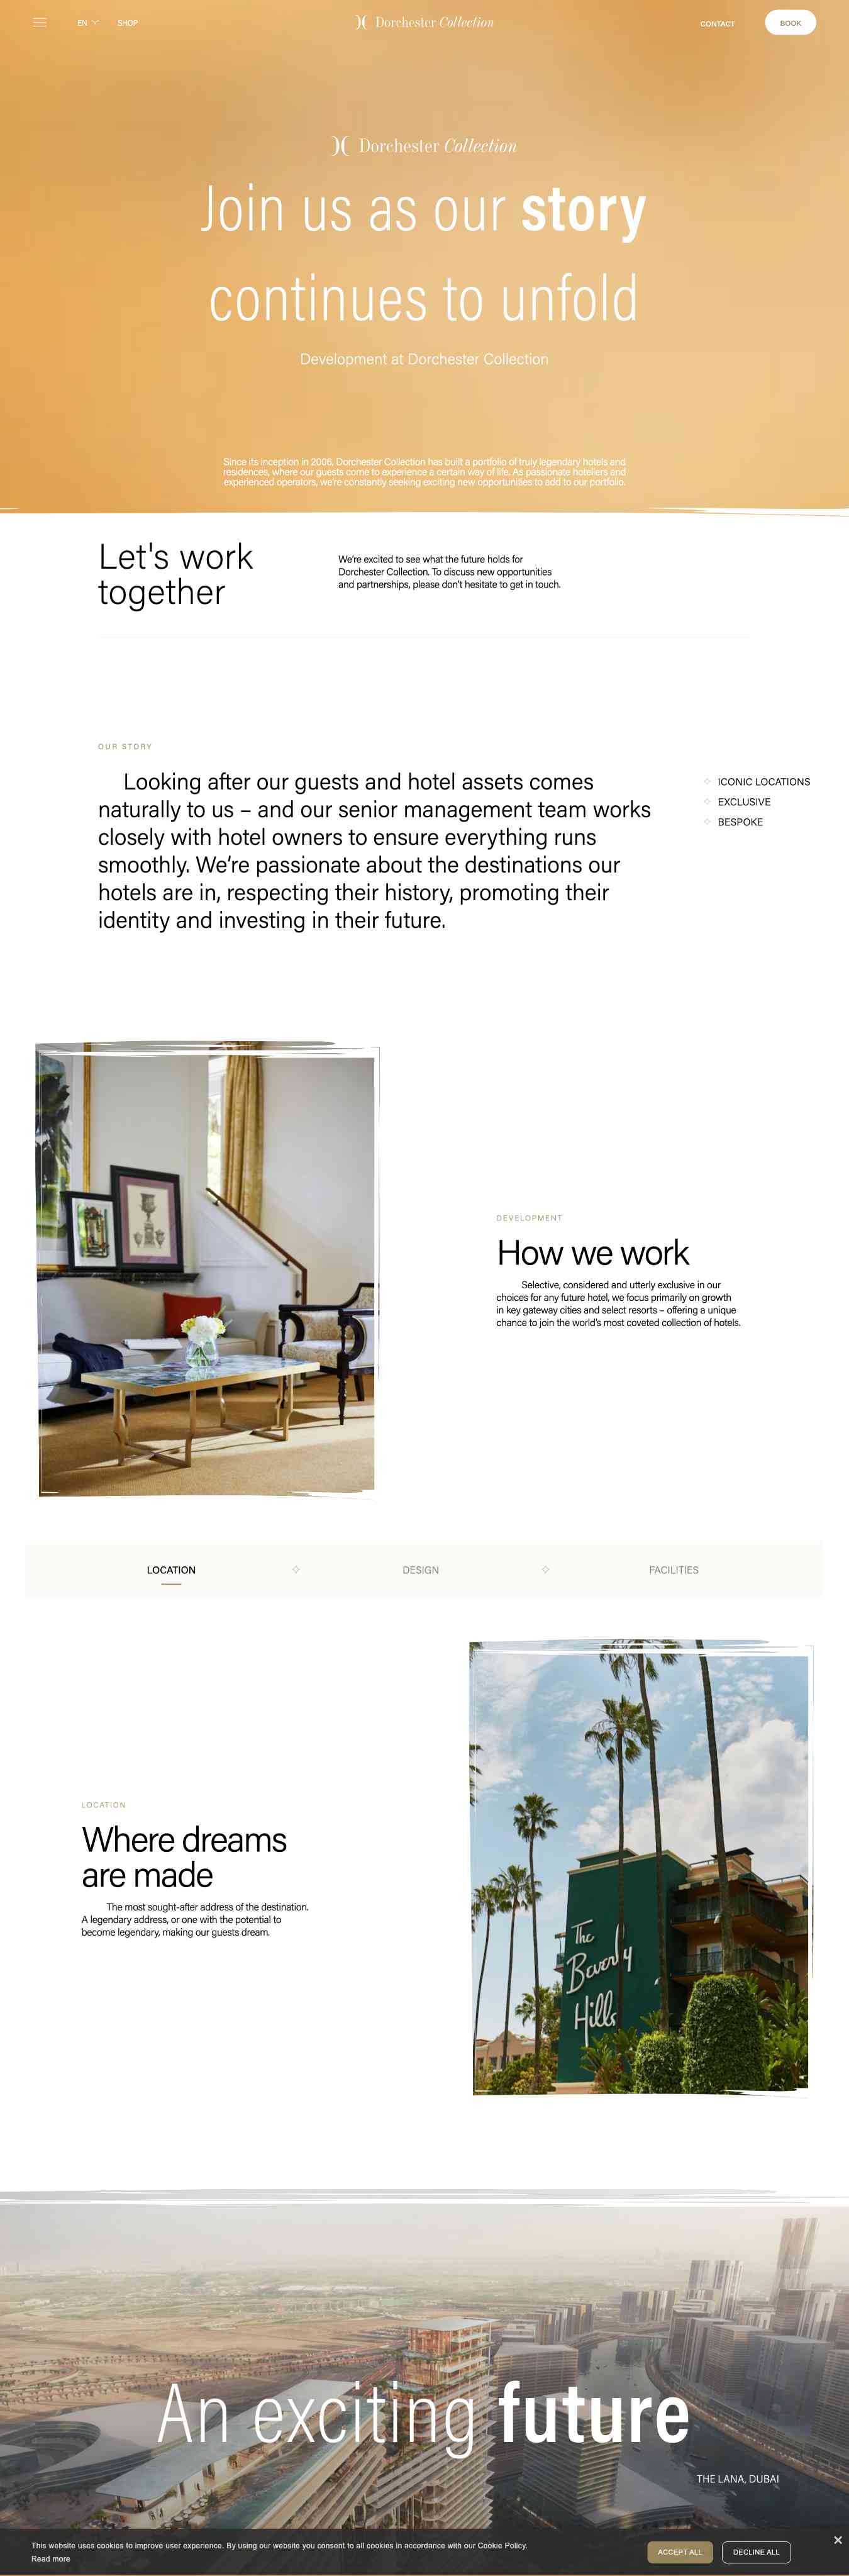 EN
SHOP
Dorchester Collection
CONTACT
BOOK
Dorchester Collection
Join us as our story
continues to unfold
Development at Dorchester Collection
Since its inception in 2006, Dorchester Collection has built a portfolio of truly legendary hotels and
residences, where our guests come to experience a certain way of life. As passionate hoteliers and
experienced operators, we're constantly seeking exciting new opportunities to add to our portfolio.
Let's work
together
We're excited to see what the future holds for
Dorchester Collection. To discuss new opportunities
and partnerships, please don't hesitate to get in touch.
OUR STORY
Looking after our guests and hotel assets comes
naturally to us – and our senior management team works
closely with hotel owners to ensure everything runs
smoothly. We're passionate about the destinations our
hotels are in, respecting their history, promoting their
identity and investing in their future.
ICONIC LOCATIONS
EXCLUSIVE
BESPOKE
DEVELOPMENT
How we work
Selective, considered and utterly exclusive in our
choices for any future hotel, we focus primarily on growth
in key gateway cities and select resorts – offering a unique
chance to join the world's most coveted collection of hotels.
LOCATION
DESIGN
FACILITIES
LOCATION
Where dreams
are made
The most sought-after address of the destination.
A legendary address, or one with the potential to
become legendary, making our guests dream.
The
Beverly
Hills
An exciting future
THE LANA, DUBAI
This website uses cookies to improve user experience. By using our website you consent to all cookies in accordance with our Cookie Policy.
Read more
ACCEPT ALL
DECLINE ALL